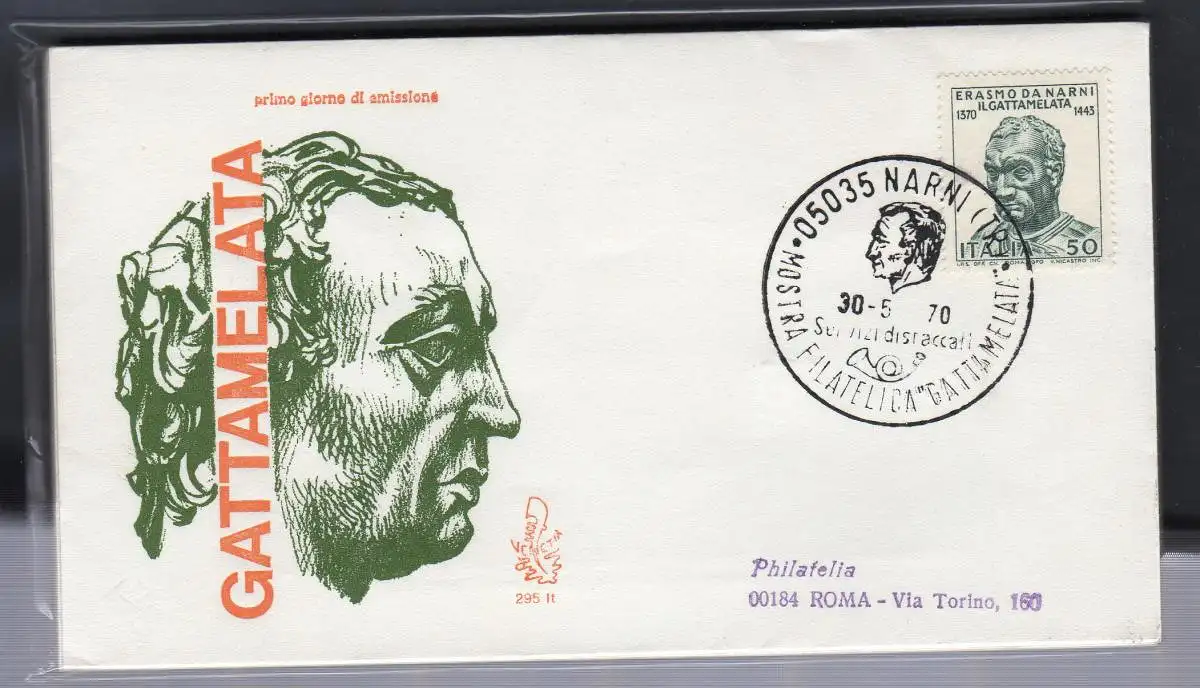 primo giorno di emissione
GATTAMELATA
ERASMO DA NARNI
IL GATTAMELATA
1370 1443
ITALIA 50
05035 NARNI (TR)
30-5 70
Servizi distaccati
MOSTRA FILATELICA "GATTAMELATA"
295 It
Philatelia
00184 ROMA - Via Torino, 160